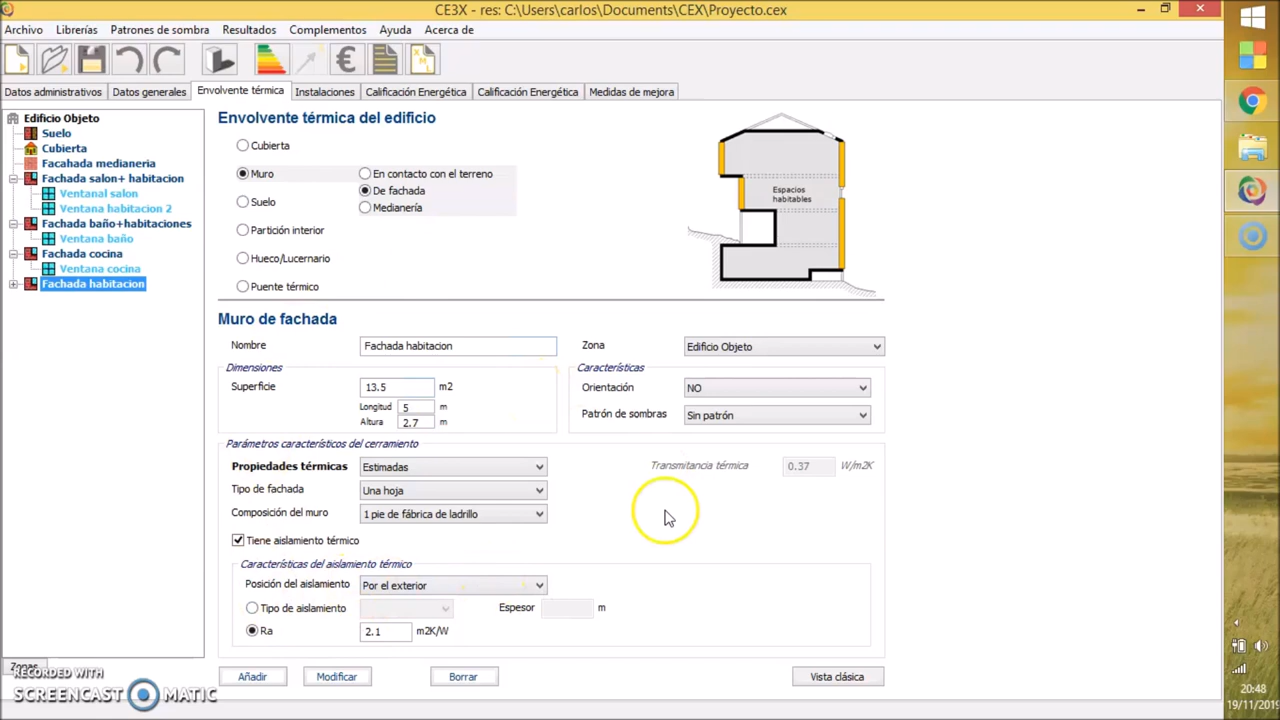 CE3X - res: C:\Users\carlos\Documents\CEX\Proyecto.cex
Archivo Librerías Patrones de sombra Resultados Complementos Ayuda Acerca de
Datos administrativos Datos generales Envolvente térmica Instalaciones Calificación Energética Calificación Energética Medidas de mejora
Edificio Objeto
Suelo
Cubierta
Facahada medianeria
Fachada salon+ habitacion
Ventanal salon
Ventana habitacion 2
Fachada baño+habitaciones
Ventana baño
Fachada cocina
Ventana cocina
Fachada habitacion
Envolvente térmica del edificio
Cubierta
Muro
En contacto con el terreno
De fachada
Medianería
Suelo
Partición interior
Hueco/Lucernario
Puente térmico
Espacios
habitables
Muro de fachada
Nombre Fachada habitacion Zona Edificio Objeto
Dimensiones Características
Superficie 13.5 m2 Orientación NO
Longitud 5 m
Altura 2.7 m
Patrón de sombras Sin patrón
Parámetros característicos del cerramiento
Propiedades térmicas Estimadas Transmitancia térmica 0.37 W/m2K
Tipo de fachada Una hoja
Composición del muro 1 pie de fábrica de ladrillo
Tiene aislamiento térmico
Características del aislamiento térmico
Posición del aislamiento Por el exterior
Tipo de aislamiento Espesor m
Ra 2.1 m2K/W
Añadir Modificar Borrar Vista clásica
Zonas
RECORDED WITH
SCREENCAST MATIC
20:48
19/11/2019